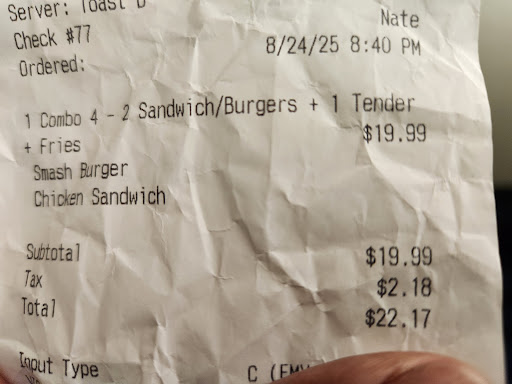 Server: Toast D
Nate
Check #77
8/24/25 8:40 PM
Ordered:
1 Combo 4 - 2 Sandwich/Burgers + 1 Tender
+ Fries $19.99
Smash Burger
Chicken Sandwich
Subtotal $19.99
Tax $2.18
Total $22.17
Input Type C (EMV